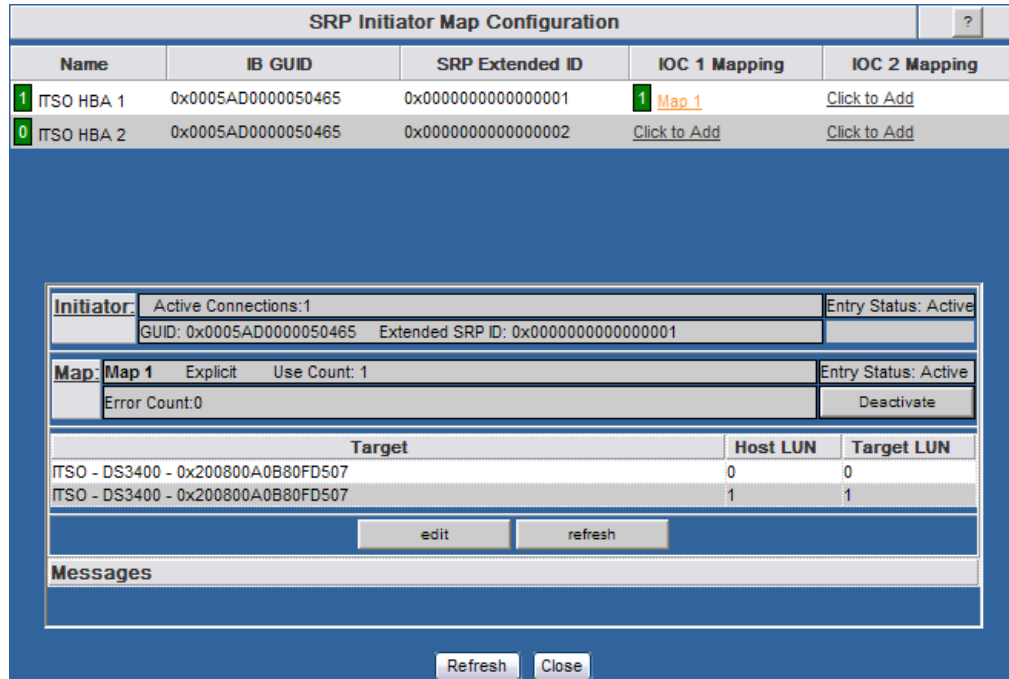 SRP Initiator Map Configuration ?
Name IB GUID SRP Extended ID IOC 1 Mapping IOC 2 Mapping
1 ITSO HBA 1 0x0005AD0000050465 0x0000000000000001 1 Map 1 Click to Add
0 ITSO HBA 2 0x0005AD0000050465 0x0000000000000002 Click to Add Click to Add
Initiator: Active Connections:1 Entry Status: Active
GUID: 0x0005AD0000050465 Extended SRP ID: 0x0000000000000001
Map: Map 1 Explicit Use Count: 1 Entry Status: Active
Error Count:0 Deactivate
Target Host LUN Target LUN
ITSO - DS3400 - 0x200800A0B80FD507 0 0
ITSO - DS3400 - 0x200800A0B80FD507 1 1
edit refresh
Messages
Refresh Close